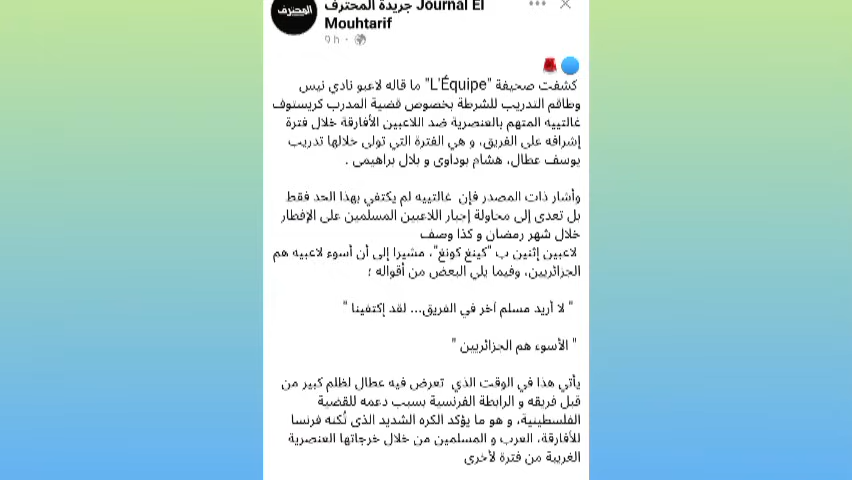 جريدة المحترف Journal El
Mouhtarif
9 h
المحترف
كشفت صحيفة "L'Équipe" ما قاله لاعبو نادي نيس
وطاقم التدريب للشرطة بخصوص قضية المدرب كريستوف
غالتييه المتهم بالعنصرية ضد اللاعبين الأفارقة خلال فترة
إشرافه على الفريق، و هي الفترة التي تولى خلالها تدريب
يوسف عطال، هشام بوداوي و بلال براهيمي .
وأشار ذات المصدر فإن غالتييه لم يكتفي بهذا الحد فقط
بل تعدى إلى محاولة إجبار اللاعبين المسلمين على الإفطار
خلال شهر رمضان و كذا وصف
لاعبين إثنين ب "كينغ كونغ"، مشيرا إلى أن أسوء لاعبيه هم
الجزائريين، وفيما يلي البعض من أقواله ؛
" لا أريد مسلم أخر في الفريق... لقد إكتفينا "
" الأسوء هم الجزائريين "
يأتي هذا في الوقت الذي تعرض فيه عطال لظلم كبير من
قبل فريقه و الرابطة الفرنسية بسبب دعمه للقضية
الفلسطينية، و هو ما يؤكد الكره الشديد الذي تُكنه فرنسا
للأفارقة، العرب و المسلمين من خلال خرجاتها العنصرية
الغريبة من فترة لأخرى